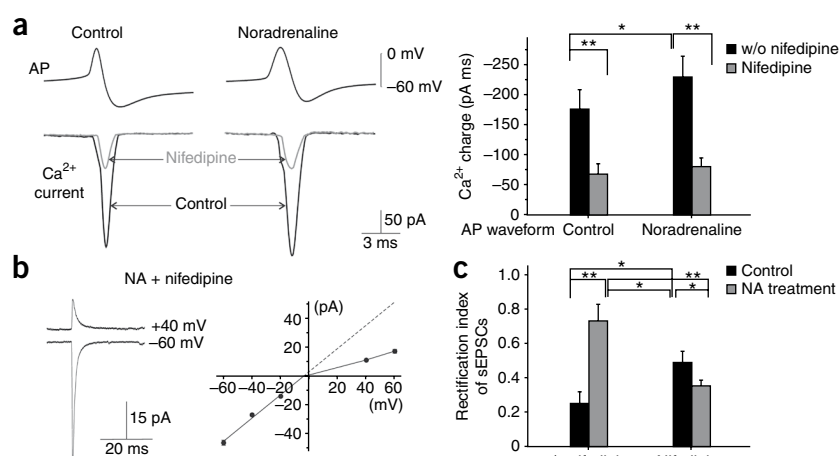 a
Control
Noradrenaline
AP
0 mV
−60 mV
Nifedipine
Ca2+
current
Control
50 pA
3 ms
* ** **
w/o nifedipine
Nifedipine
Ca2+ charge (pA ms)
−250
−200
−150
−100
−50
0
AP waveform Control Noradrenaline
b
NA + nifedipine
+40 mV
−60 mV
15 pA
20 ms
(pA)
40
20
−60 −40 −20 0 20 40 60
(mV)
−20
−40
c
* ** ** * *
Control
NA treatment
Rectification index
of sEPSCs
1.0
0.8
0.6
0.4
0.2
0